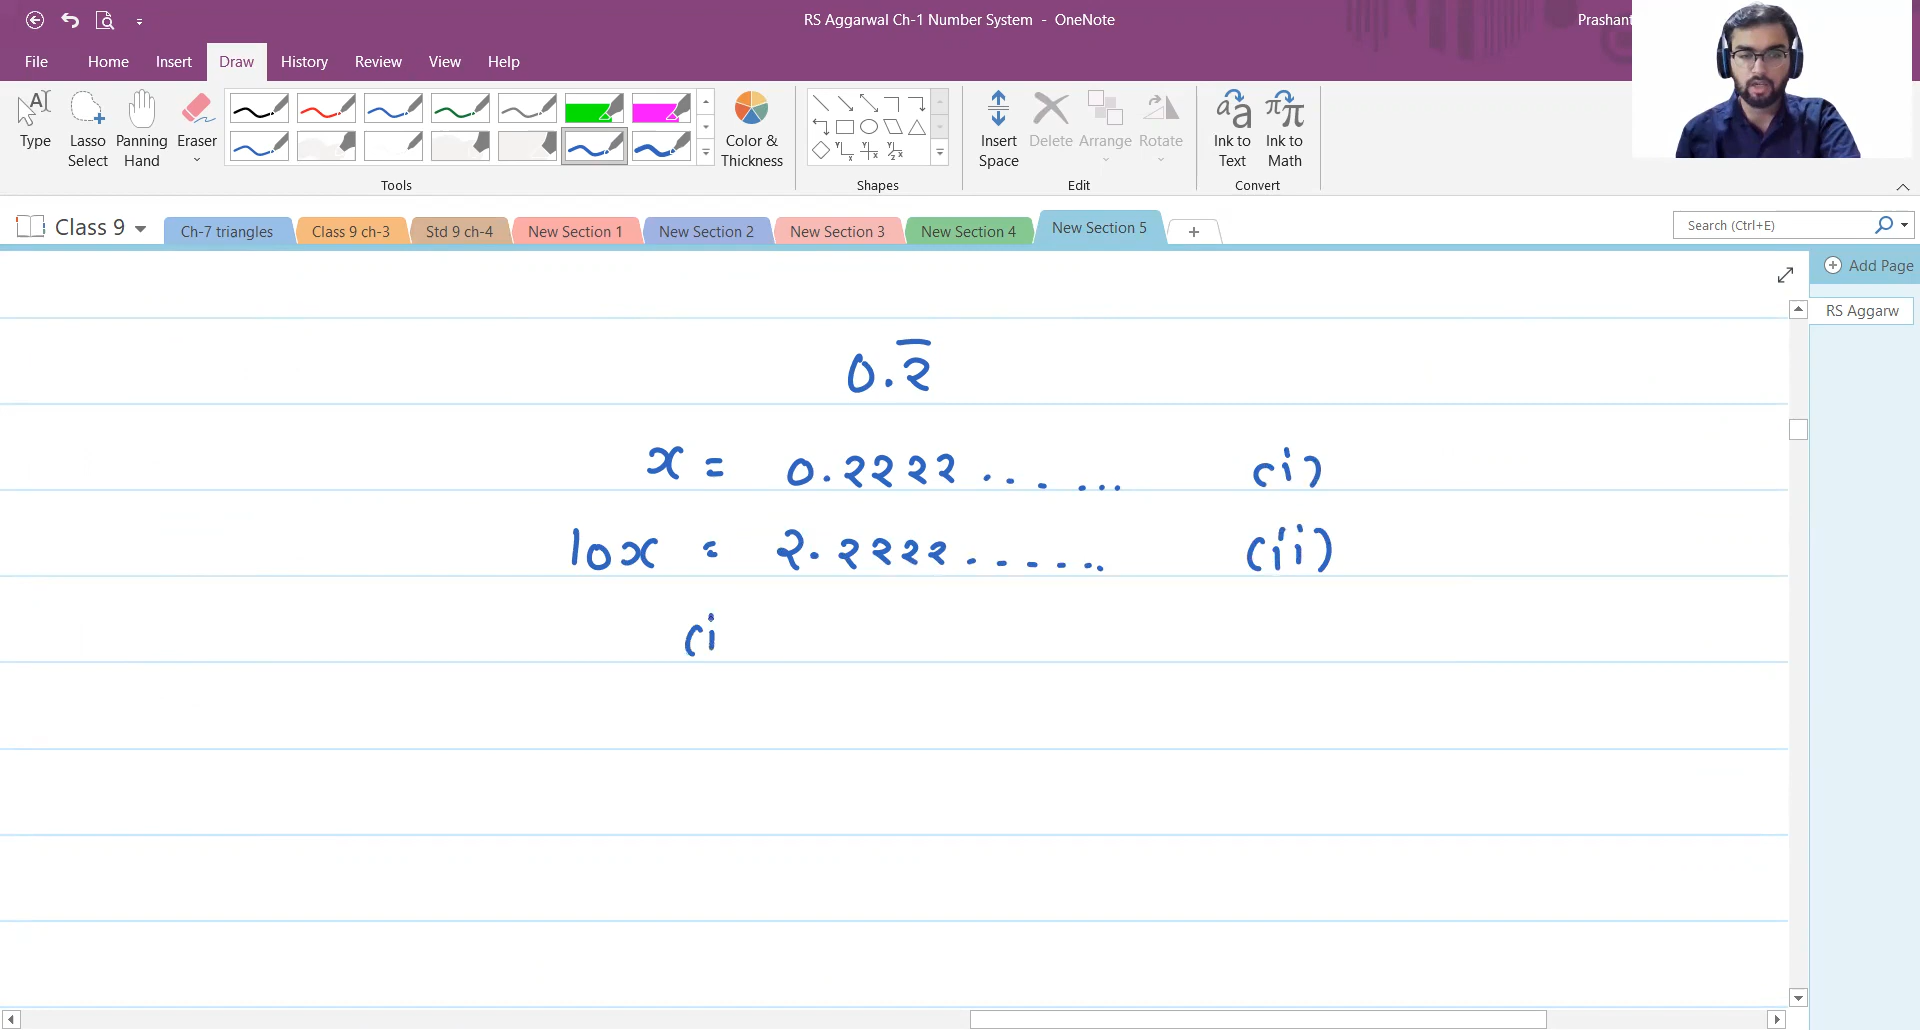 RS Aggarwal Ch-1 Number System - OneNote
Prashant
File Home Insert Draw History Review View Help
Type
Lasso Select
Panning Hand
Eraser
Color & Thickness
Insert Space
Delete
Arrange
Rotate
Ink to Text
Ink to Math
Tools
Shapes
Edit
Convert
Class 9
Ch-7 triangles
Class 9 ch-3
Std 9 ch-4
New Section 1
New Section 2
New Section 3
New Section 4
New Section 5
Search (Ctrl+E)
Add Page
RS Aggarw
0.2̅
x = 0.2222....... (i)
10x = 2.2222....... (ii)
(i